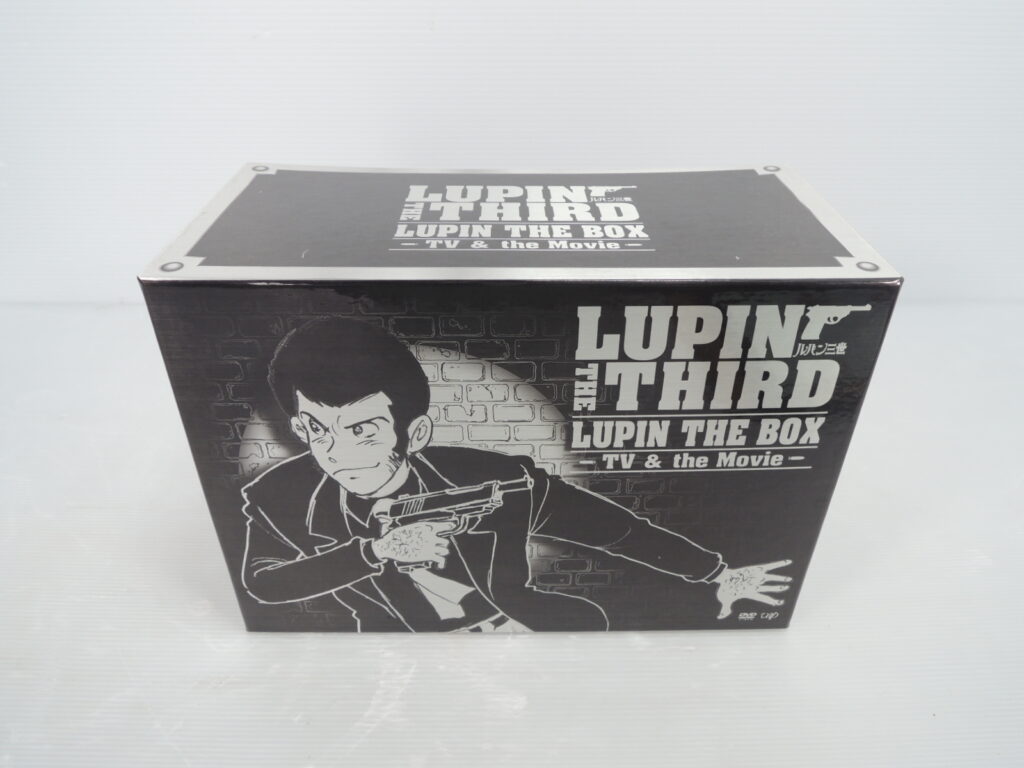 LUPIN
ルパン三世
THE THIRD
LUPIN THE BOX
TV & the Movie
LUPIN
ルパン三世
THE THIRD
LUPIN THE BOX
TV & the Movie
DVD VAP